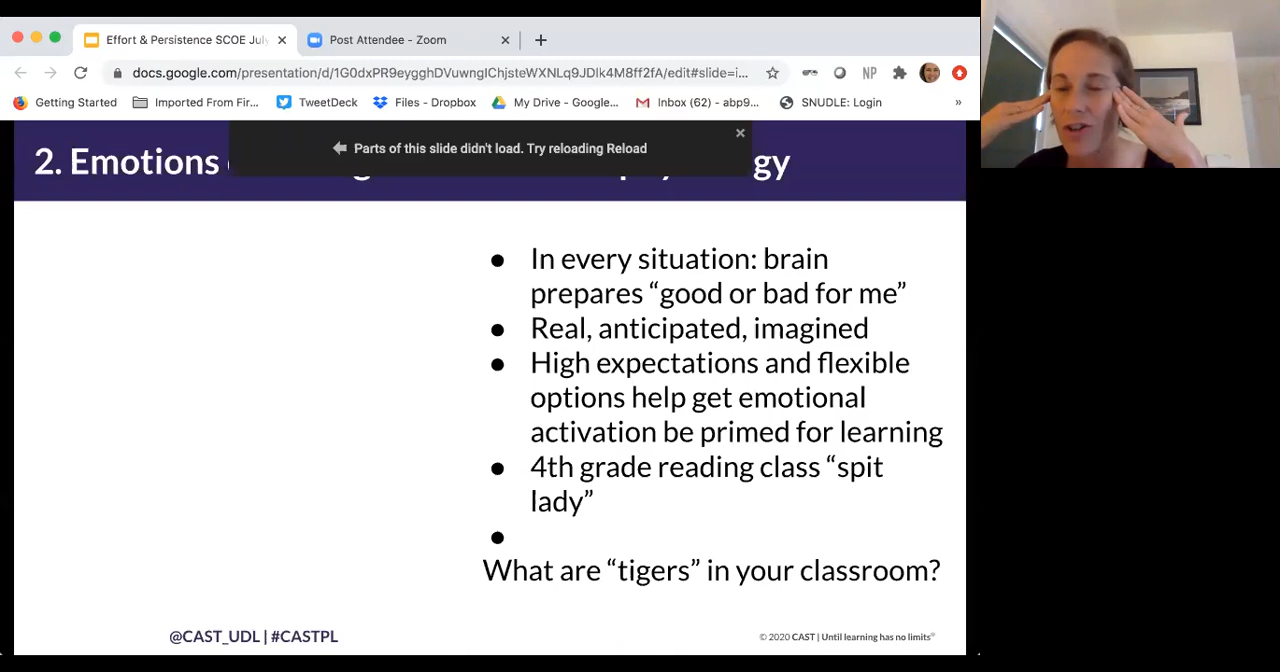 Effort & Persistence SCOE Jul
Post Attendee - Zoom
docs.google.com/presentation/d/1G0dxPR9eygghDVuwngIChjsteWXNLq9JDlk4M8ff2fA/edit#slide=i...
NP
Getting Started
Imported From Fir...
TweetDeck
Files - Dropbox
My Drive - Google...
Inbox (62) - abp9...
SNUDLE: Login
»
Parts of this slide didn't load. Try reloading Reload
2. Emotions
● In every situation: brain
prepares “good or bad for me”
● Real, anticipated, imagined
● High expectations and flexible
options help get emotional
activation be primed for learning
● 4th grade reading class “spit
lady”
●
What are “tigers” in your classroom?
@CAST_UDL | #CASTPL
© 2020 CAST | Until learning has no limits®